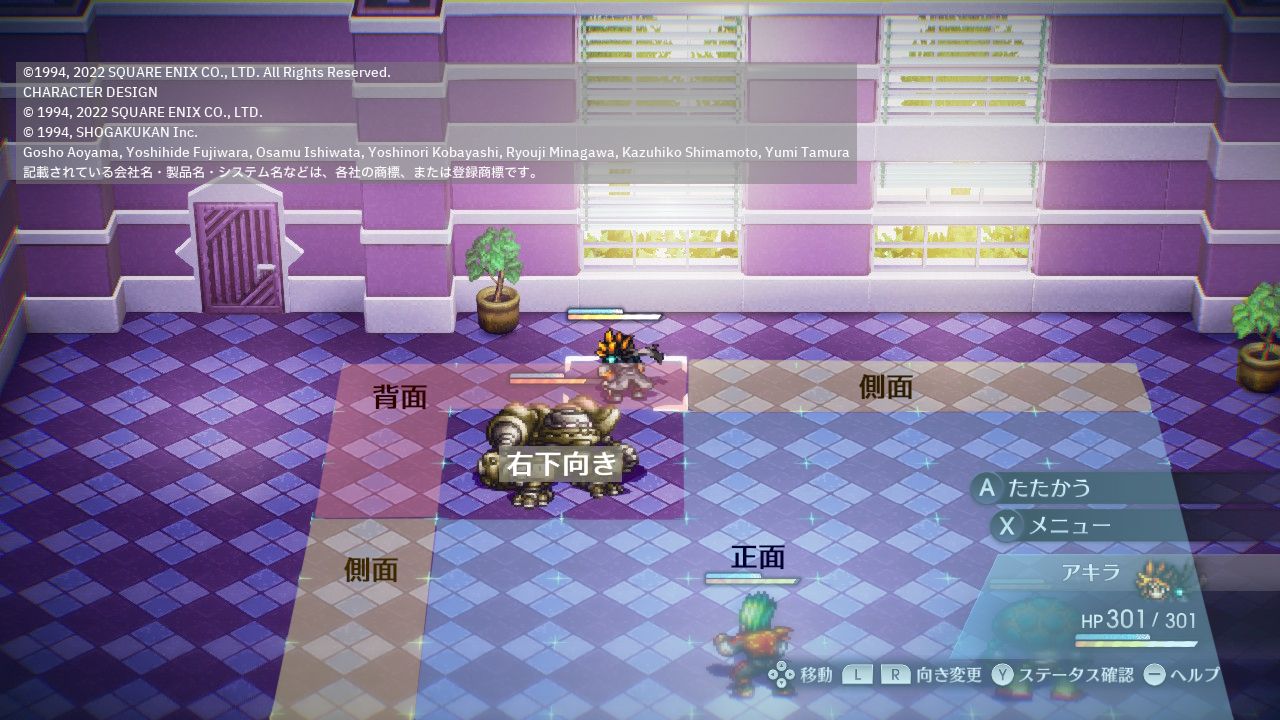 ©1994, 2022 SQUARE ENIX CO., LTD. All Rights Reserved.
CHARACTER DESIGN
© 1994, 2022 SQUARE ENIX CO., LTD.
© 1994, SHOGAKUKAN Inc.
Gosho Aoyama, Yoshihide Fujiwara, Osamu Ishiwata, Yoshinori Kobayashi, Ryouji Minagawa, Kazuhiko Shimamoto, Yumi Tamura
記載されている会社名・製品名・システム名などは、各社の商標、または登録商標です。
背面
側面
右下向き
側面
正面
A たたかう
X メニュー
アキラ
HP 301 / 301
移動 L R 向き変更 Y ステータス確認 ヘルプ